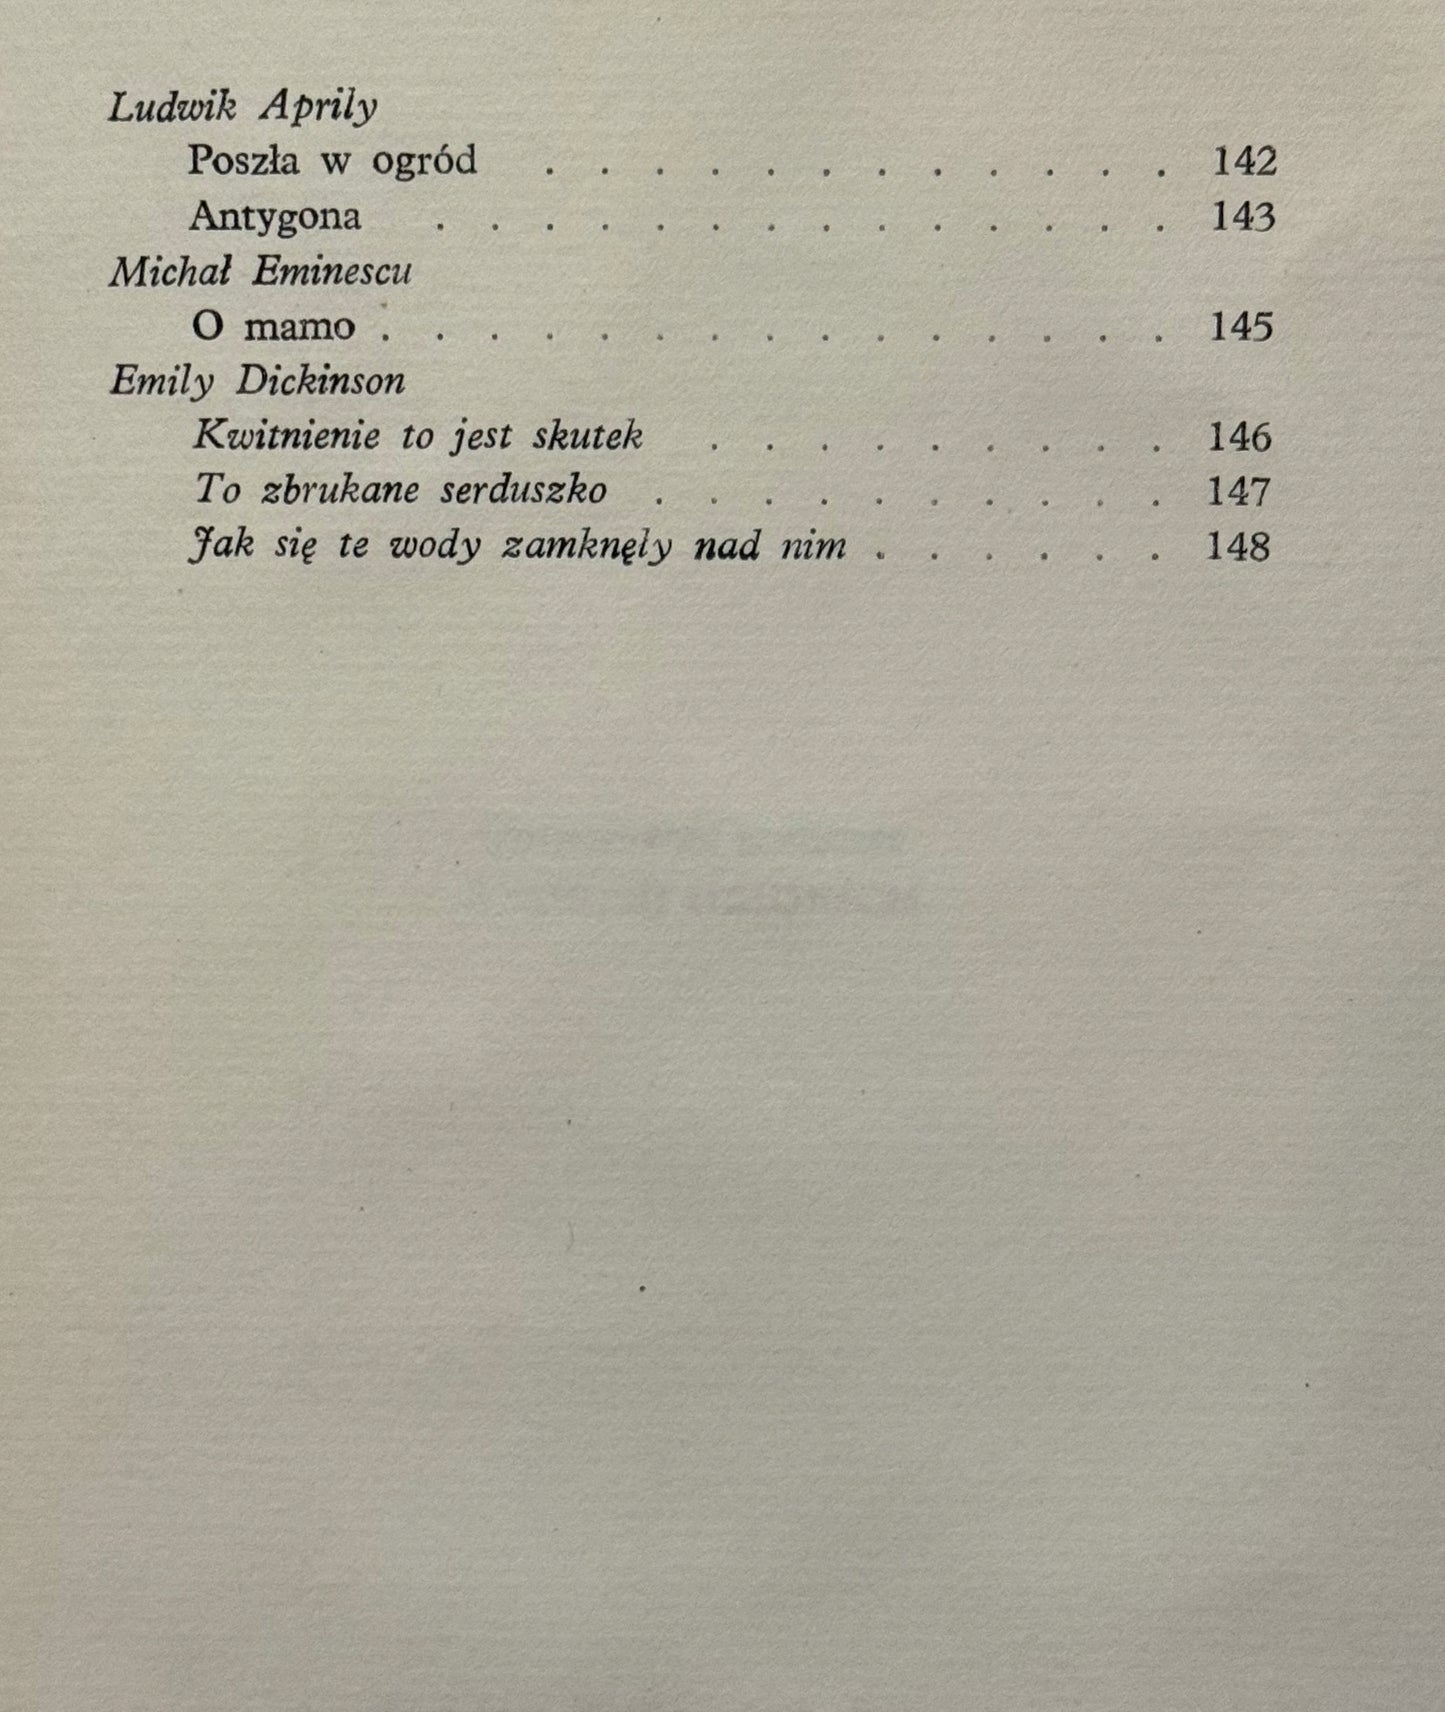 Ludwik Aprily
Poszła w ogród . . . . . . . . . . . . 142
Antygona . . . . . . . . . . . . . . 143
Michał Eminescu
O mamo . . . . . . . . . . . . . . . 145
Emily Dickinson
Kwitnienie to jest skutek . . . . . . . . . 146
To zbrukane serduszko . . . . . . . . . . 147
Jak się te wody zamknęły nad nim . . . . . . 148